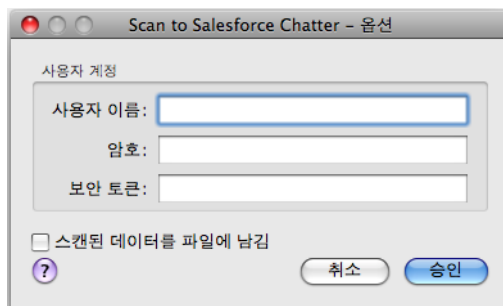 Scan to Salesforce Chatter – 옵션
사용자 계정
사용자 이름:
암호:
보안 토큰:
스캔된 데이터를 파일에 남김
? 취소 승인